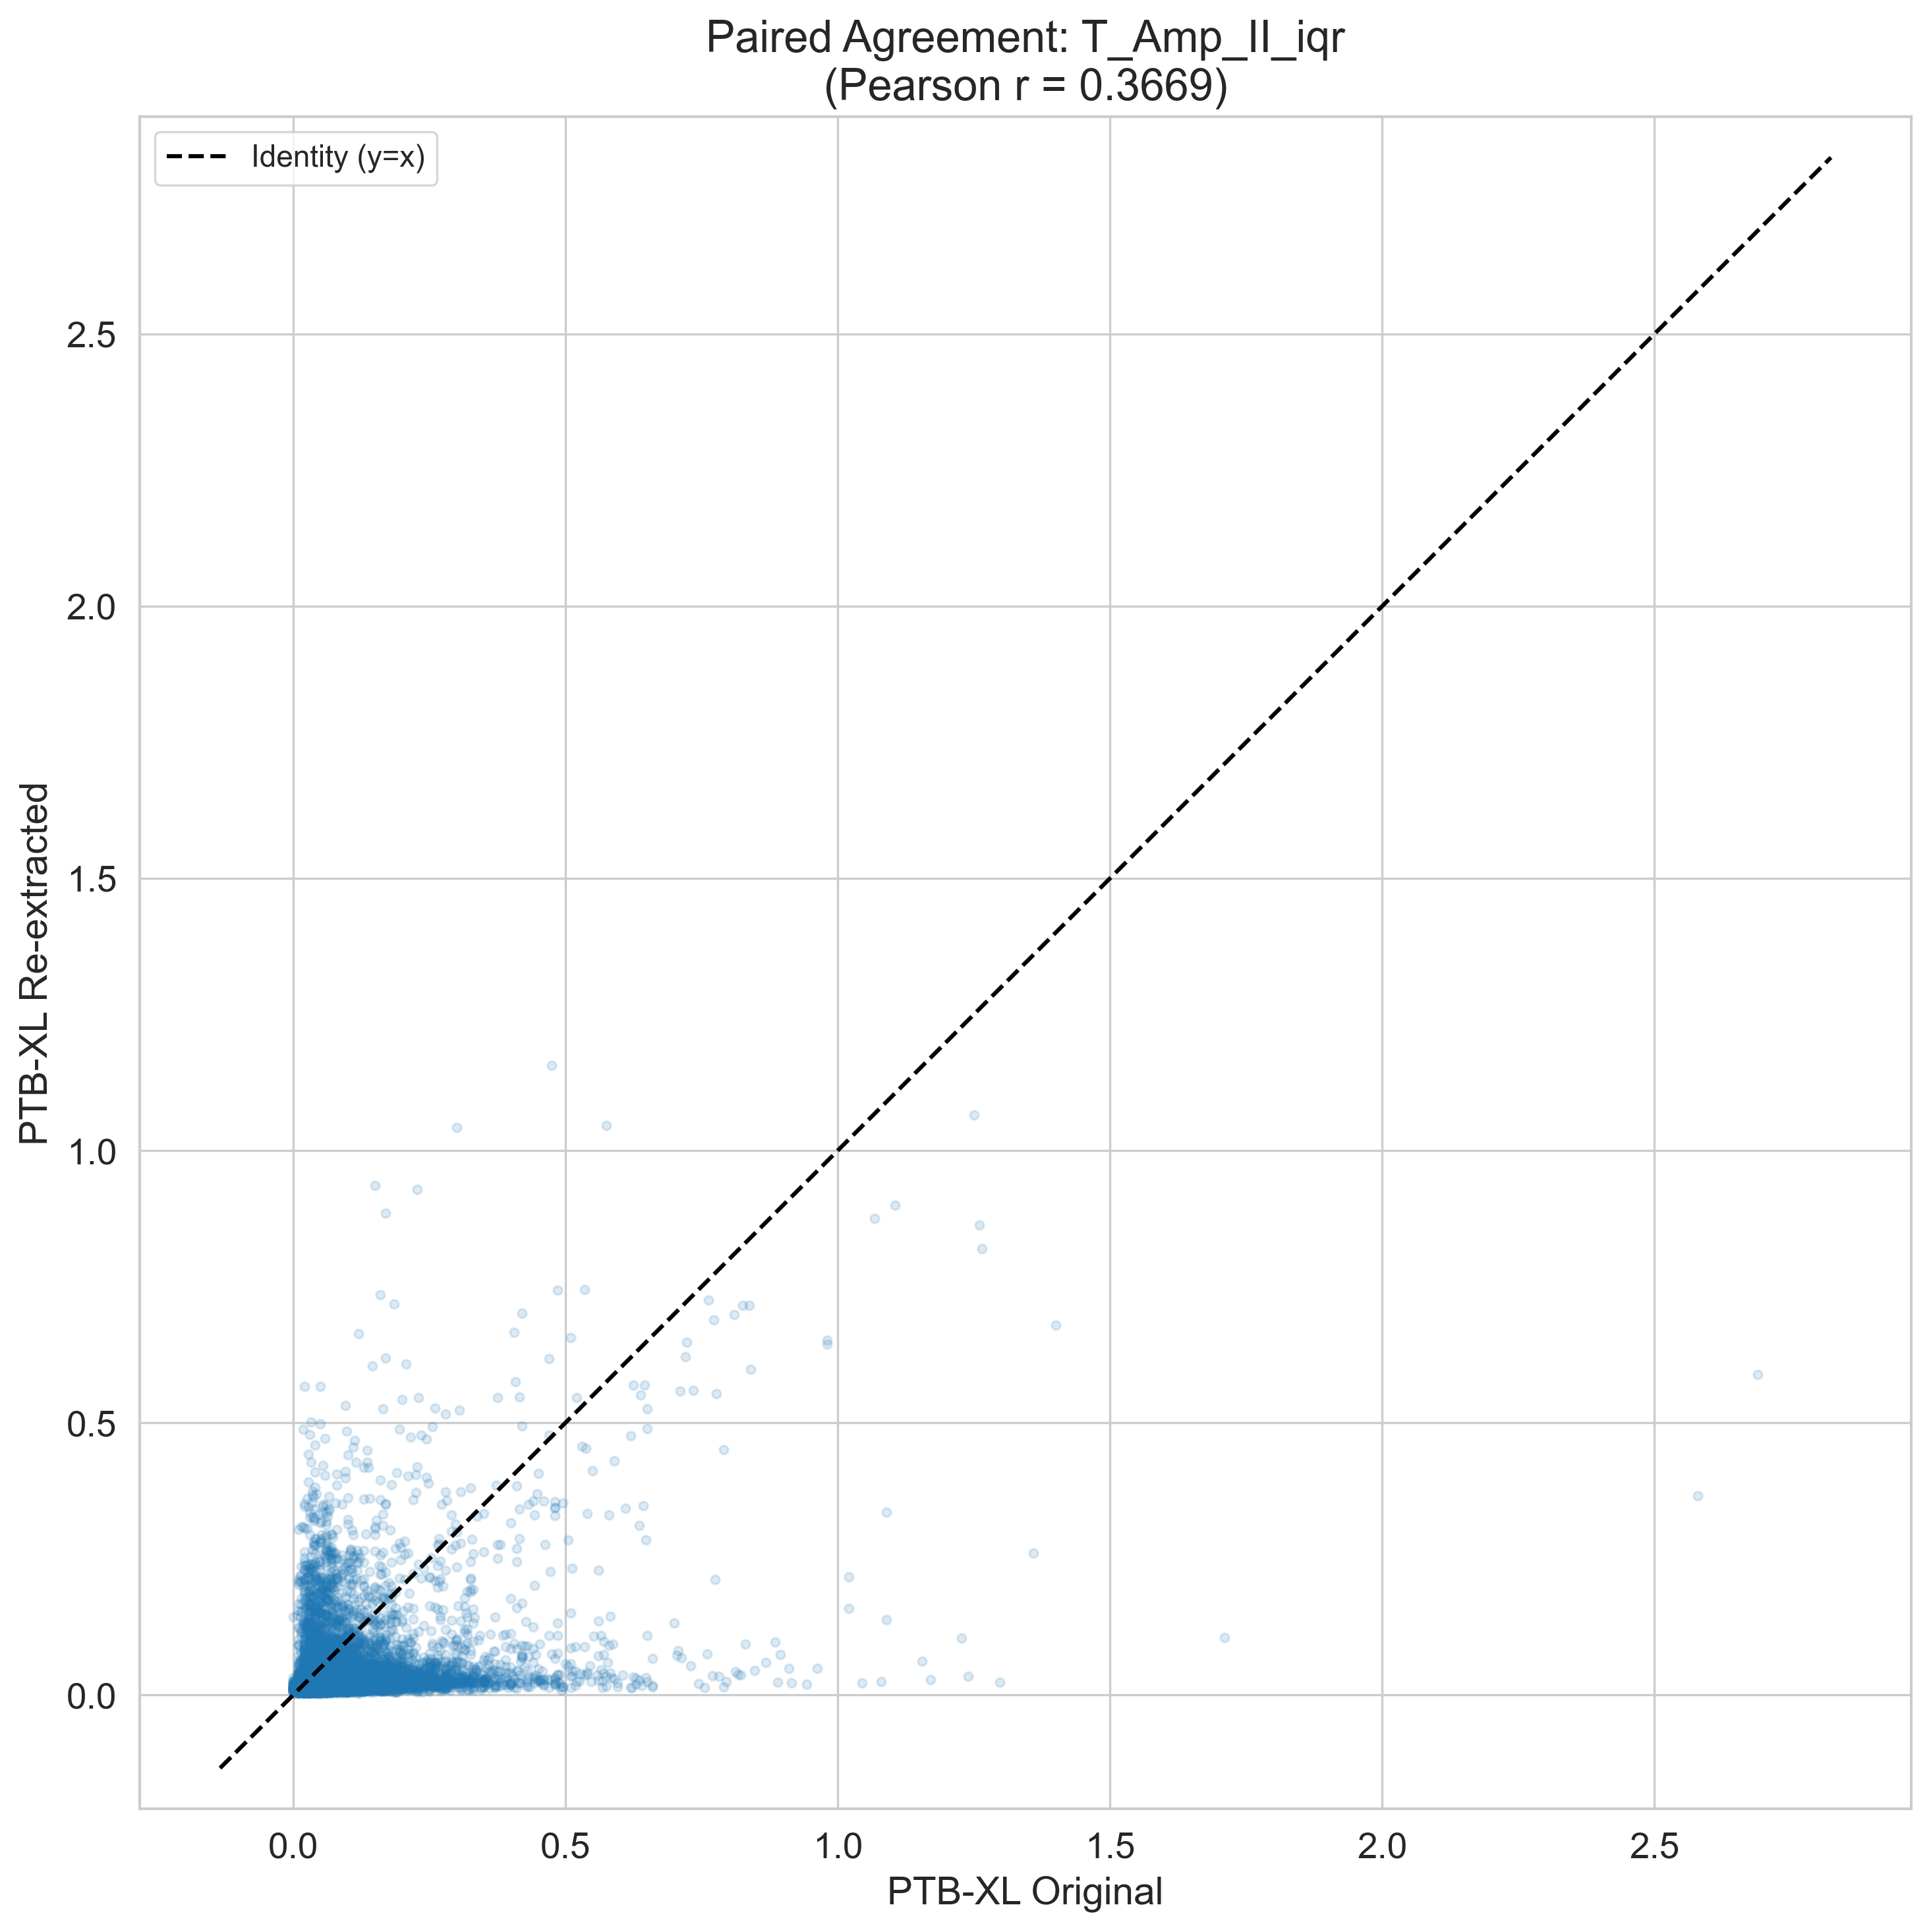 Paired Agreement: T_Amp_II_iqr
(Pearson r = 0.3669)
Identity (y=x)
2.5
2.0
1.5
1.0
0.5
0.0
PTB-XL Re-extracted
0.0 0.5 1.0 1.5 2.0 2.5
PTB-XL Original